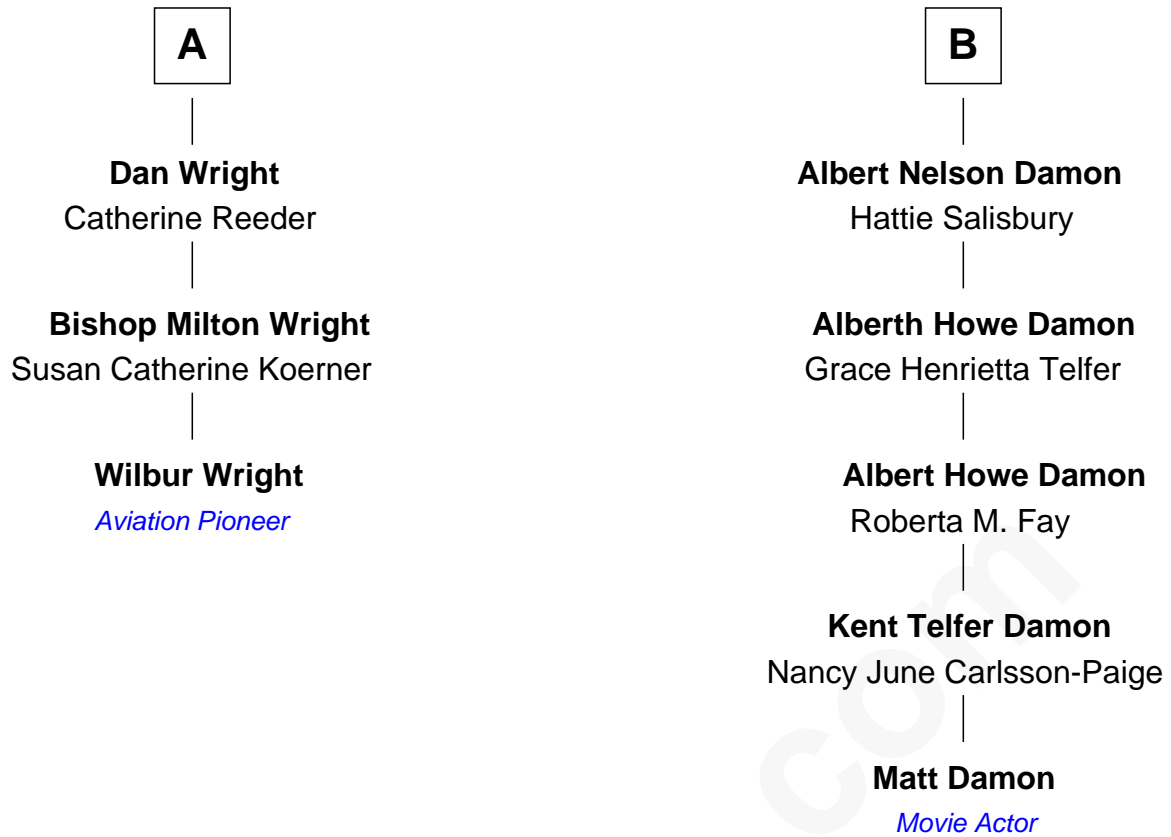 A
Dan Wright
Catherine Reeder
Bishop Milton Wright
Susan Catherine Koerner
Wilbur Wright
Aviation Pioneer
B
Albert Nelson Damon
Hattie Salisbury
Alberth Howe Damon
Grace Henrietta Telfer
Albert Howe Damon
Roberta M. Fay
Kent Telfer Damon
Nancy June Carlsson-Paige
Matt Damon
Movie Actor
com